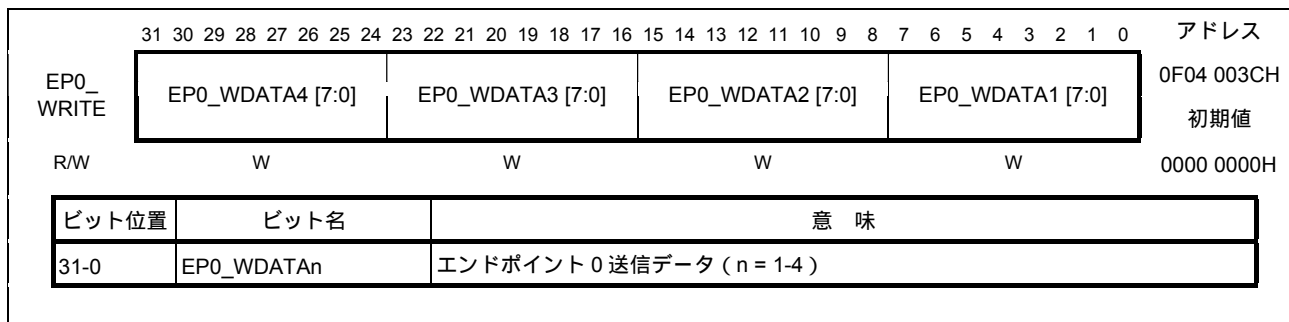 31 30 29 28 27 26 25 24 23 22 21 20 19 18 17 16 15 14 13 12 11 10 9 8 7 6 5 4 3 2 1 0 アドレス
EP0_
WRITE
EP0_WDATA4 [7:0] EP0_WDATA3 [7:0] EP0_WDATA2 [7:0] EP0_WDATA1 [7:0]
0F04 003CH
初期値
R/W W W W W 0000 0000H
ビット位置 ビット名 意 味
31-0 EP0_WDATAn エンドポイント 0 送信データ ( n = 1-4 )